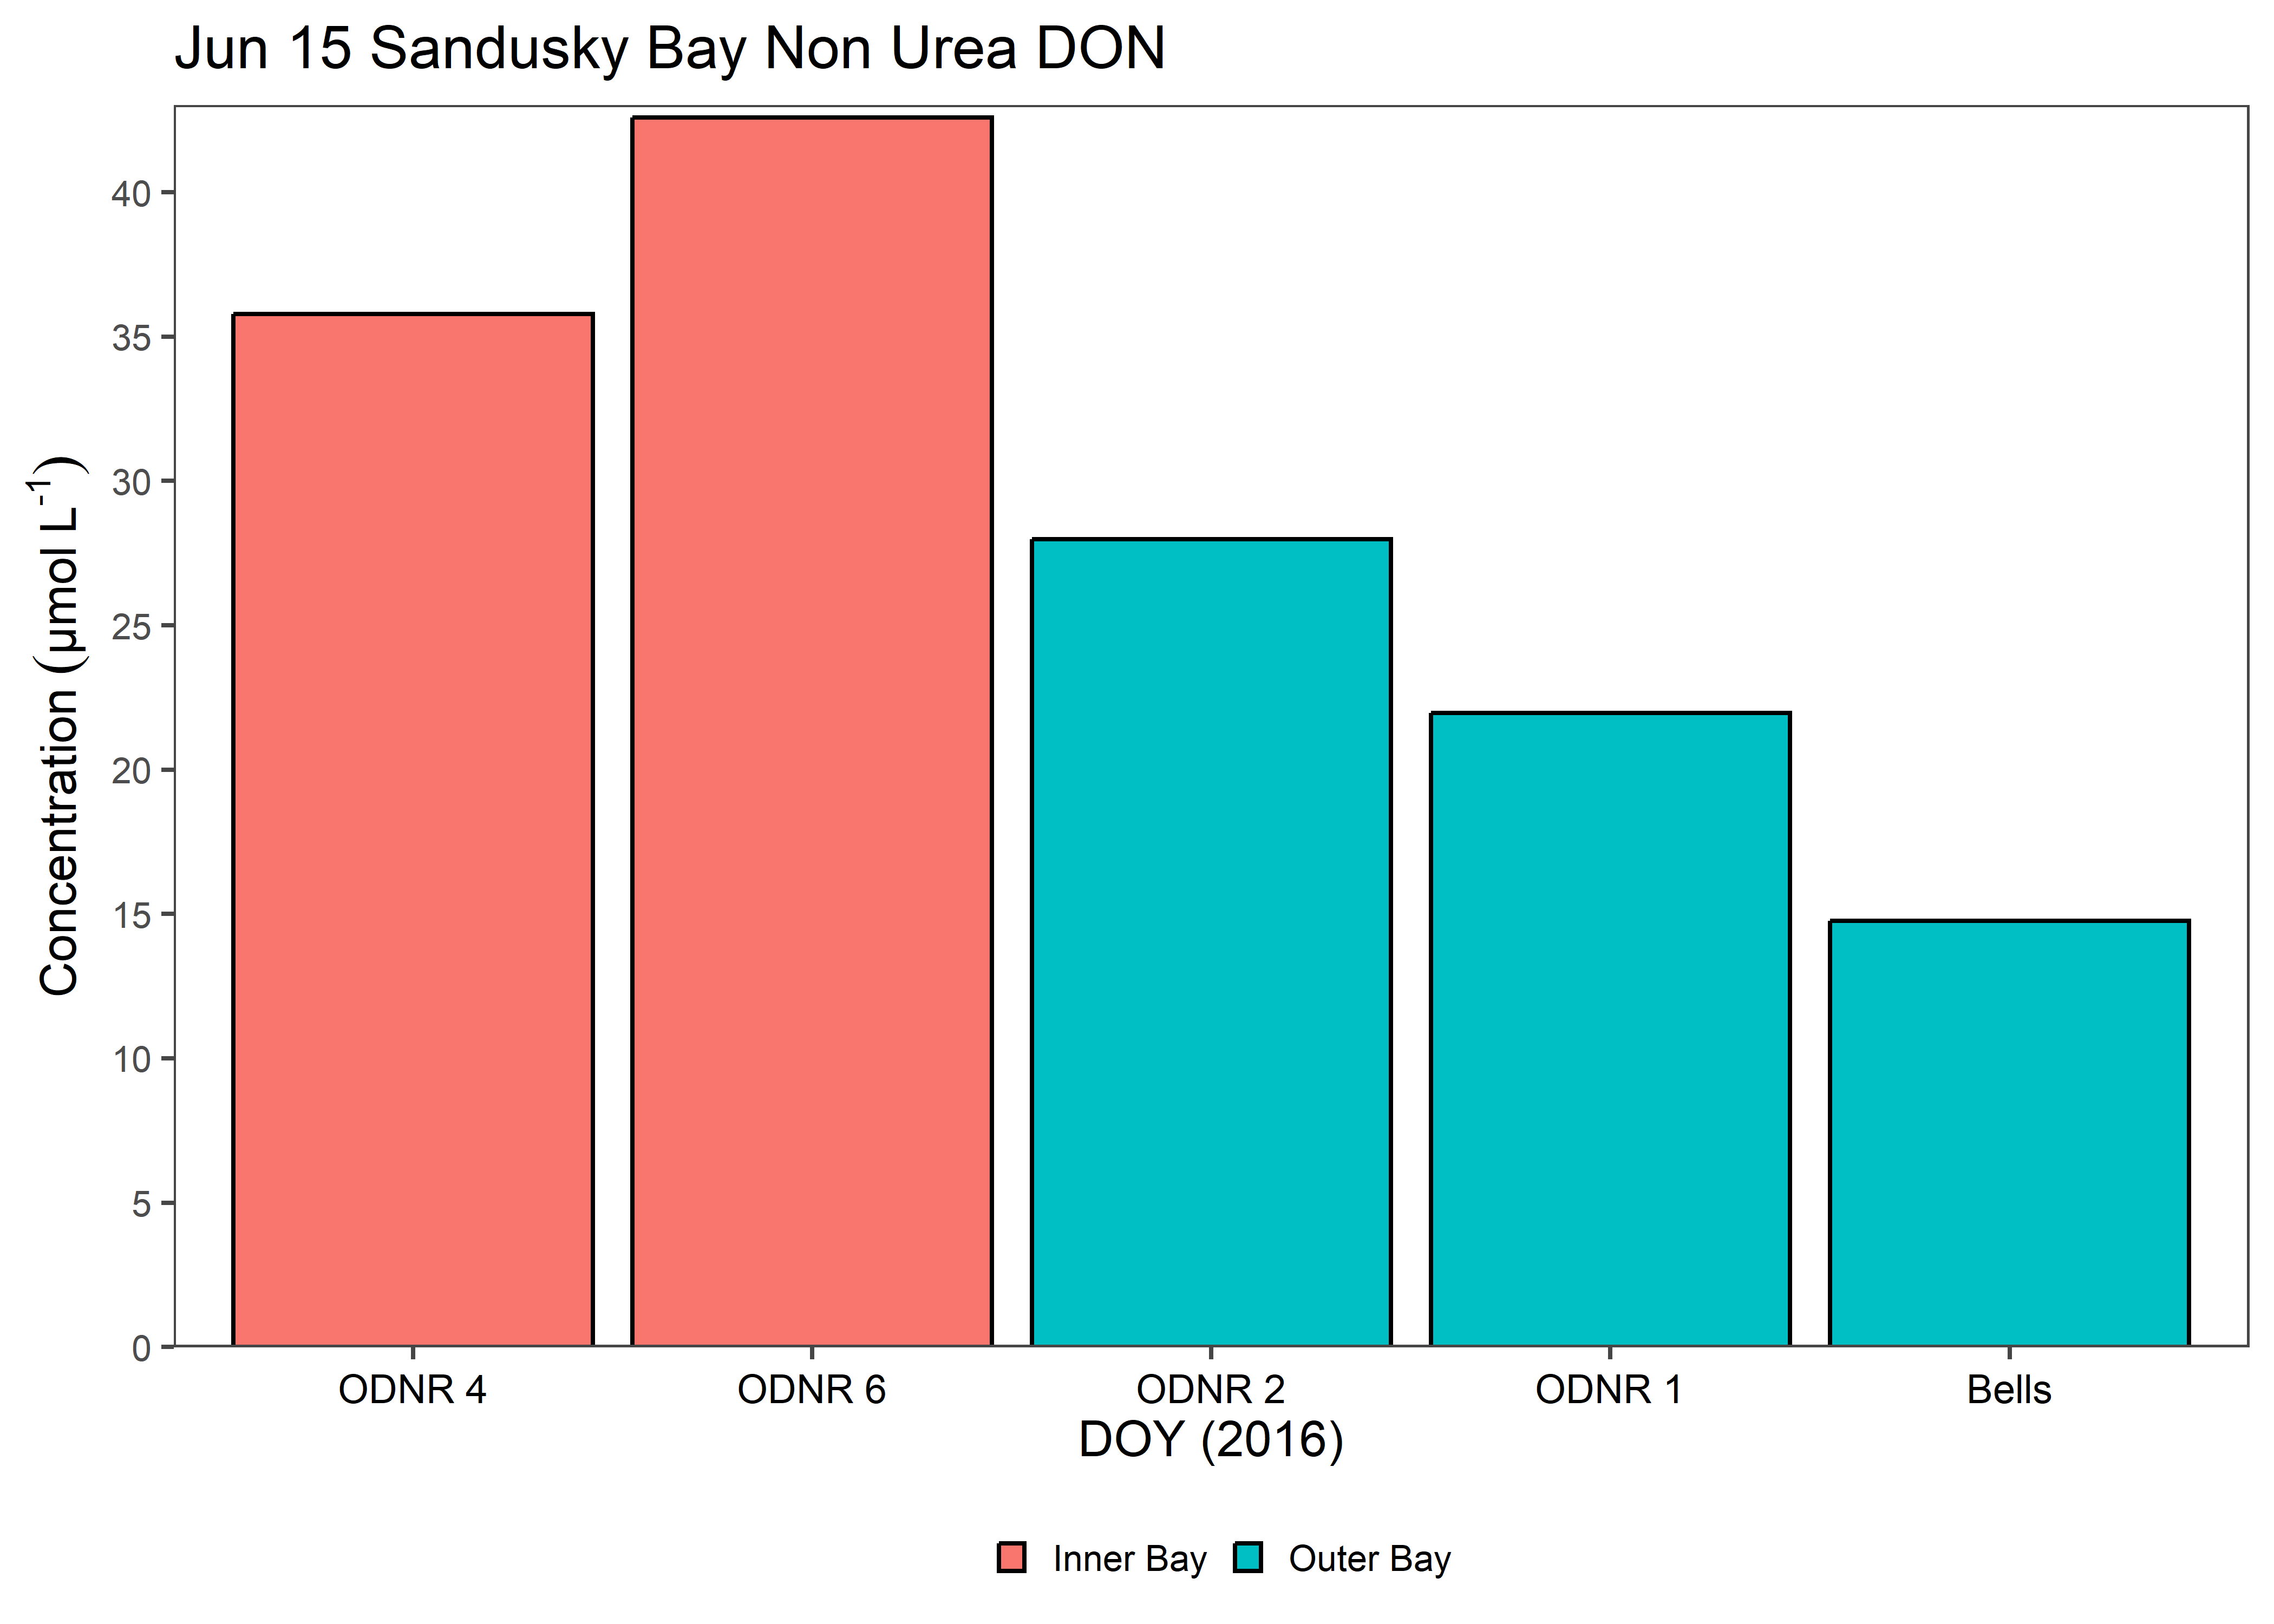 Jun 15 Sandusky Bay Non Urea DON
Concentration (µmol L⁻¹)
40
35
30
25
20
15
10
5
0
ODNR 4 ODNR 6 ODNR 2 ODNR 1 Bells
DOY (2016)
Inner Bay Outer Bay